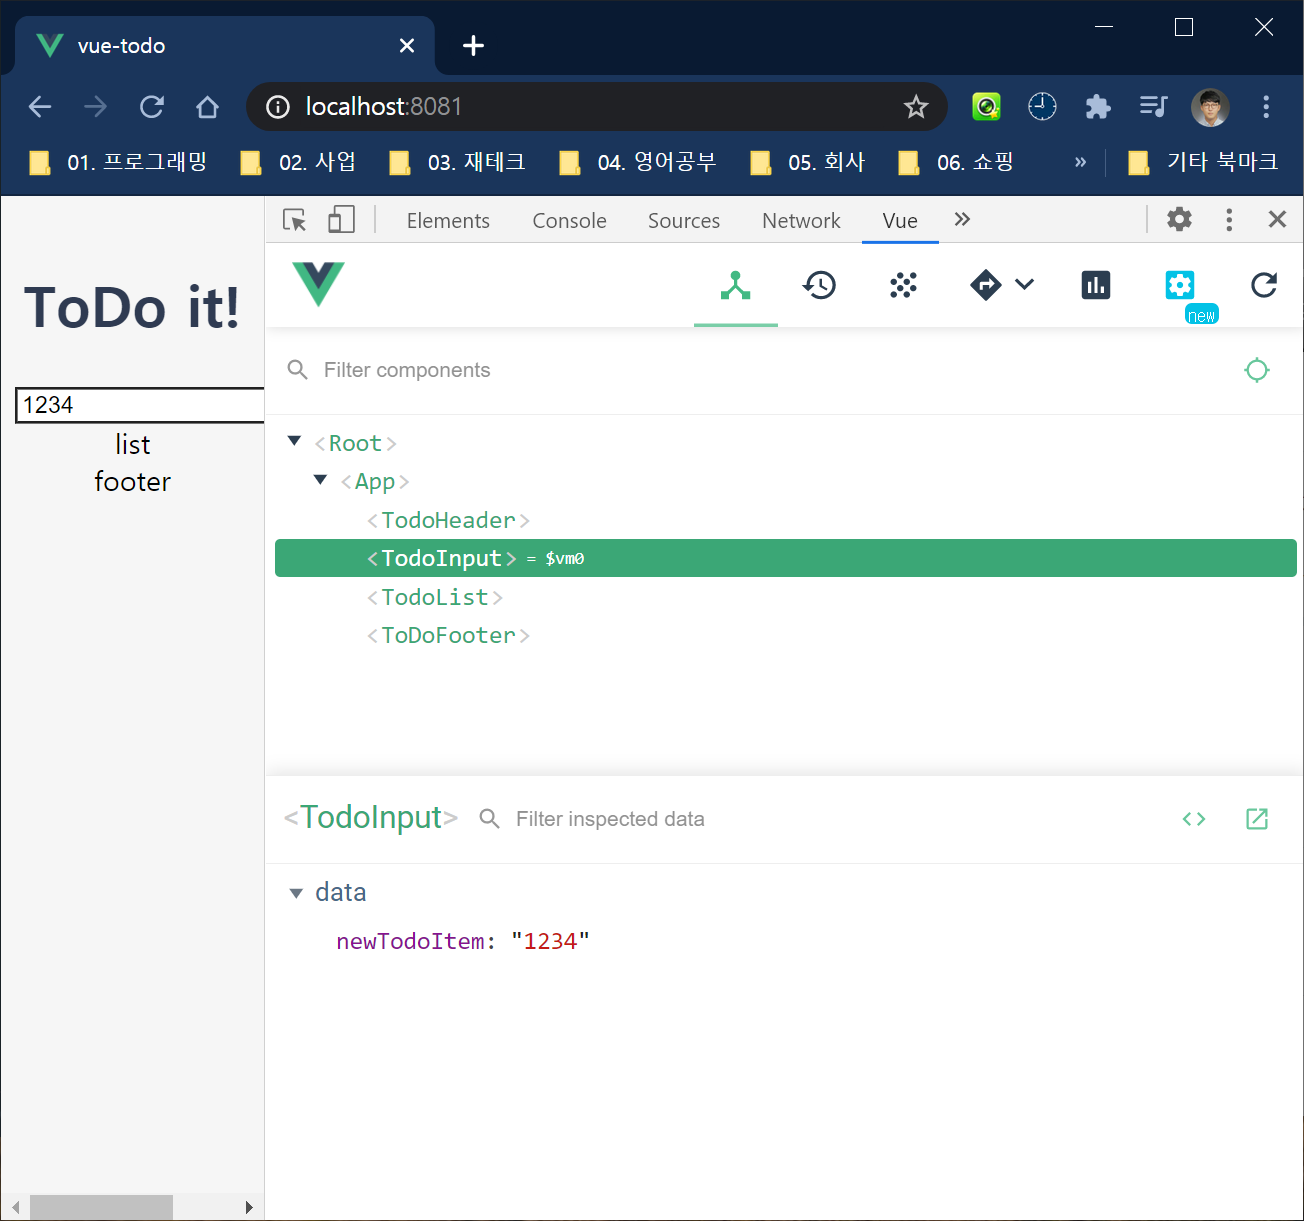 vue-todo
localhost:8081
01. 프로그래밍 02. 사업 03. 재테크 04. 영어공부 05. 회사 06. 쇼핑 » 기타 북마크
Elements Console Sources Network Vue »
new
ToDo it!
1234
list
footer
Filter components
<Root>
<App>
<TodoHeader>
<TodoInput> = $vm0
<TodoList>
<ToDoFooter>
<TodoInput> Filter inspected data
data
newTodoItem: "1234"